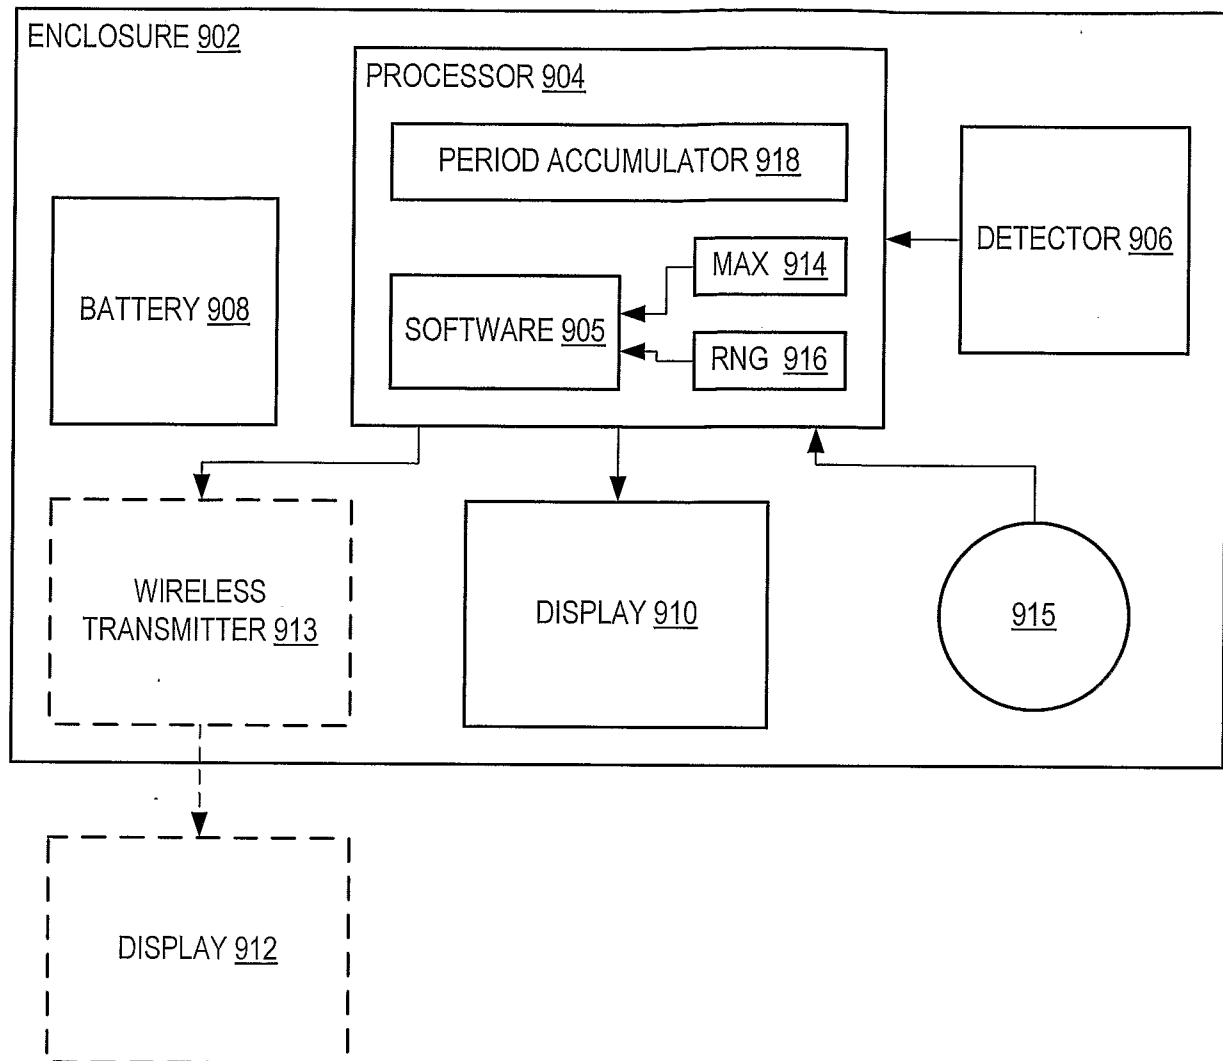 ENCLOSURE 902
PROCESSOR 904
PERIOD ACCUMULATOR 918
MAX 914
DETECTOR 906
BATTERY 908
SOFTWARE 905
RNG 916
WIRELESS
TRANSMITTER 913
DISPLAY 910
915
DISPLAY 912